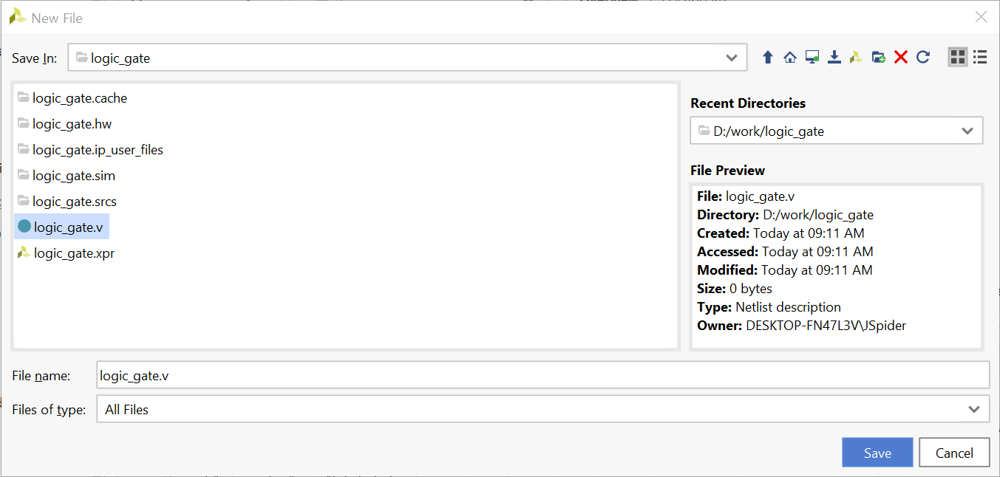 New File
Save In: logic_gate
logic_gate.cache
logic_gate.hw
logic_gate.ip_user_files
logic_gate.sim
logic_gate.srcs
logic_gate.v
logic_gate.xpr
Recent Directories
D:/work/logic_gate
File Preview
File: logic_gate.v
Directory: D:/work/logic_gate
Created: Today at 09:11 AM
Accessed: Today at 09:11 AM
Modified: Today at 09:11 AM
Size: 0 bytes
Type: Netlist description
Owner: DESKTOP-FN47L3V\JSpider
File name: logic_gate.v
Files of type: All Files
Save Cancel